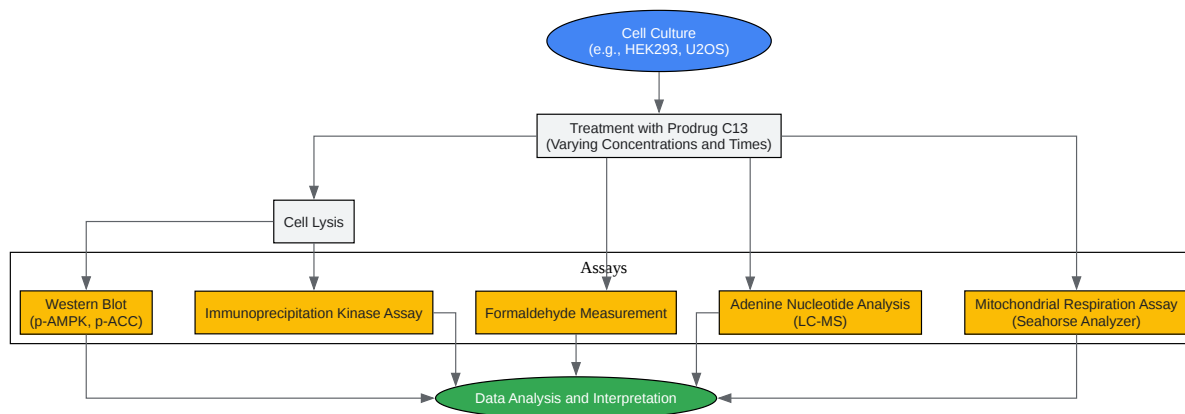 Cell Culture
(e.g., HEK293, U2OS)
Treatment with Prodrug C13
(Varying Concentrations and Times)
Cell Lysis
Assays
Western Blot
(p-AMPK, p-ACC)
Immunoprecipitation Kinase Assay
Formaldehyde Measurement
Adenine Nucleotide Analysis
(LC-MS)
Mitochondrial Respiration Assay
(Seahorse Analyzer)
Data Analysis and Interpretation